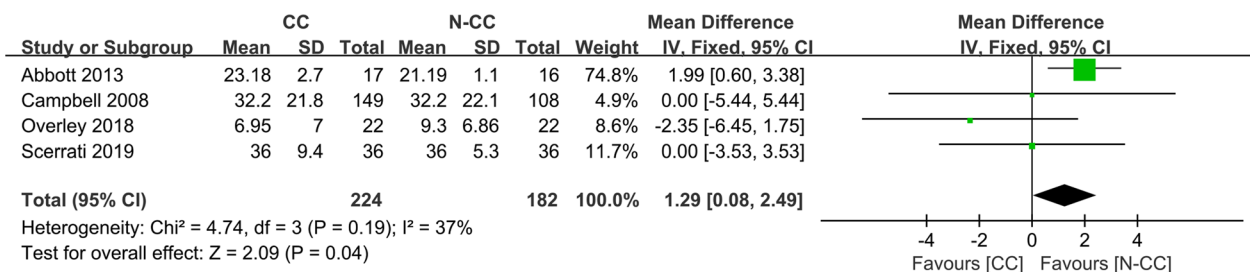 CC N-CC Mean Difference Mean Difference
Study or Subgroup Mean SD Total Mean SD Total Weight IV, Fixed, 95% CI IV, Fixed, 95% CI
Abbott 2013 23.18 2.7 17 21.19 1.1 16 74.8% 1.99 [0.60, 3.38]
Campbell 2008 32.2 21.8 149 32.2 22.1 108 4.9% 0.00 [-5.44, 5.44]
Overley 2018 6.95 7 22 9.3 6.86 22 8.6% -2.35 [-6.45, 1.75]
Scerrati 2019 36 9.4 36 36 5.3 36 11.7% 0.00 [-3.53, 3.53]
Total (95% CI) 224 182 100.0% 1.29 [0.08, 2.49]
Heterogeneity: Chi² = 4.74, df = 3 (P = 0.19); I² = 37%
Test for overall effect: Z = 2.09 (P = 0.04)
-4 -2 0 2 4
Favours [CC] Favours [N-CC]